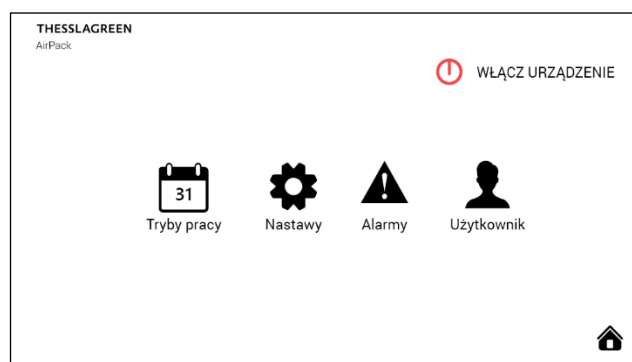 THESSLAGREEN
AirPack
WŁĄCZ URZĄDZENIE
31
Tryby pracy
Nastawy
Alarmy
Użytkownik